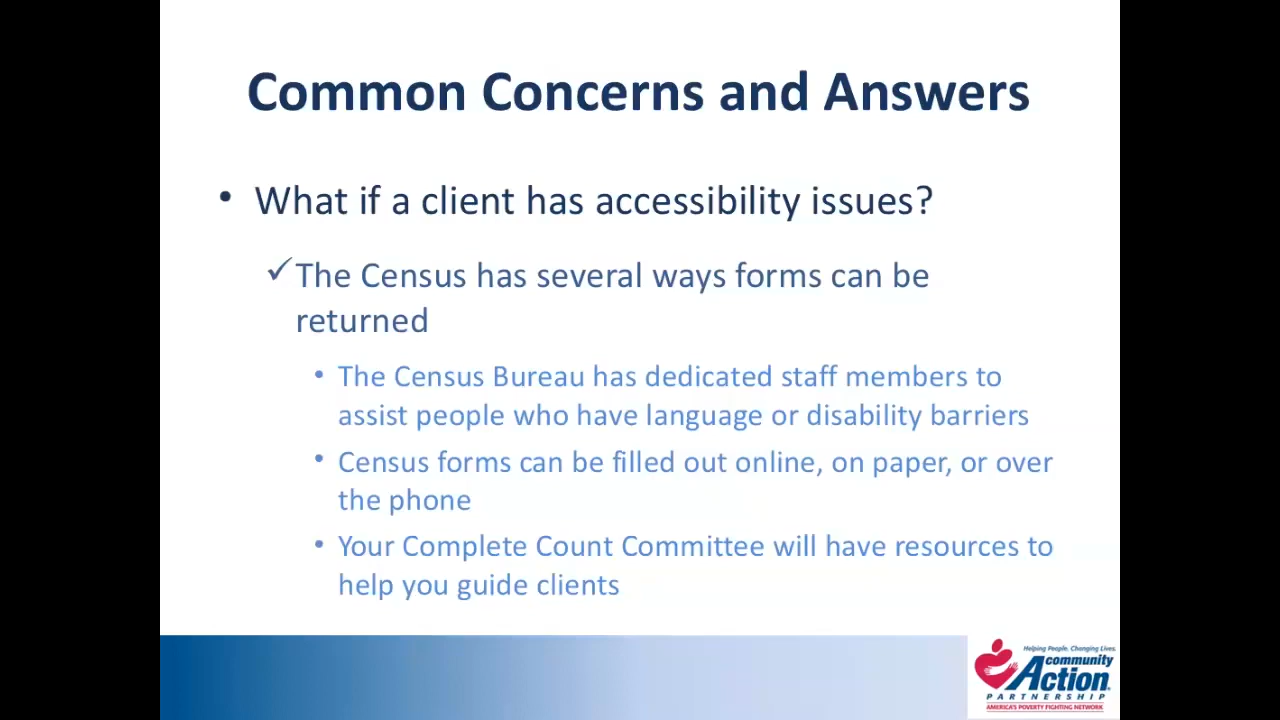 Common Concerns and Answers
• What if a client has accessibility issues?
✓The Census has several ways forms can be
returned
• The Census Bureau has dedicated staff members to
assist people who have language or disability barriers
• Census forms can be filled out online, on paper, or over
the phone
• Your Complete Count Committee will have resources to
help you guide clients
Helping People. Changing Lives.
community
Action
PARTNERSHIP
AMERICA'S POVERTY FIGHTING NETWORK